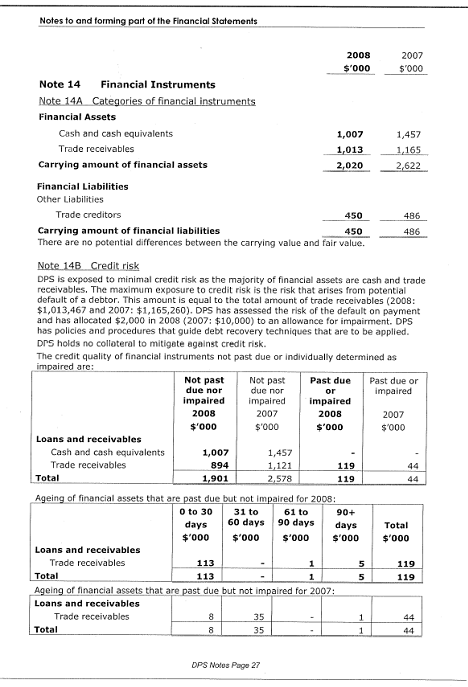 Notes to and forming part of the Financial Statements
2008 2007
$'000 $'000
Note 14 Financial Instruments
Note 14A Categories of financial instruments
Financial Assets
Cash and cash equivalents 1,007 1,457
Trade receivables 1,013 1,165
Carrying amount of financial assets 2,020 2,622
Financial Liabilities
Other Liabilities
Trade creditors 450 486
Carrying amount of financial liabilities 450 486
There are no potential differences between the carrying value and fair value.
Note 14B Credit risk
DPS is exposed to minimal credit risk as the majority of financial assets are cash and trade
receivables. The maximum exposure to credit risk is the risk that arises from potential
default of a debtor. This amount is equal to the total amount of trade receivables (2008:
$1,013,467 and 2007: $1,165,260). DPS has assessed the risk of the default on payment
and has allocated $2,000 in 2008 (2007: $10,000) to an allowance for impairment. DPS
has policies and procedures that guide debt recovery techniques that are to be applied.
DPS holds no collateral to mitigate against credit risk.
The credit quality of financial instruments not past due or individually determined as
impaired are:
Not past Not past Past due Past due or
due nor due nor or impaired
impaired impaired impaired
2008 2007 2008 2007
$'000 $'000 $'000 $'000
Loans and receivables
Cash and cash equivalents 1,007 1,457 - -
Trade receivables 894 1,121 119 44
Total 1,901 2,578 119 44
Ageing of financial assets that are past due but not impaired for 2008:
0 to 30 31 to 61 to 90+
days 60 days 90 days days Total
$'000 $'000 $'000 $'000 $'000
Loans and receivables
Trade receivables 113 - 1 5 119
Total 113 - 1 5 119
Ageing of financial assets that are past due but not impaired for 2007:
Loans and receivables
Trade receivables 8 35 - 1 44
Total 8 35 - 1 44
DPS Notes Page 27